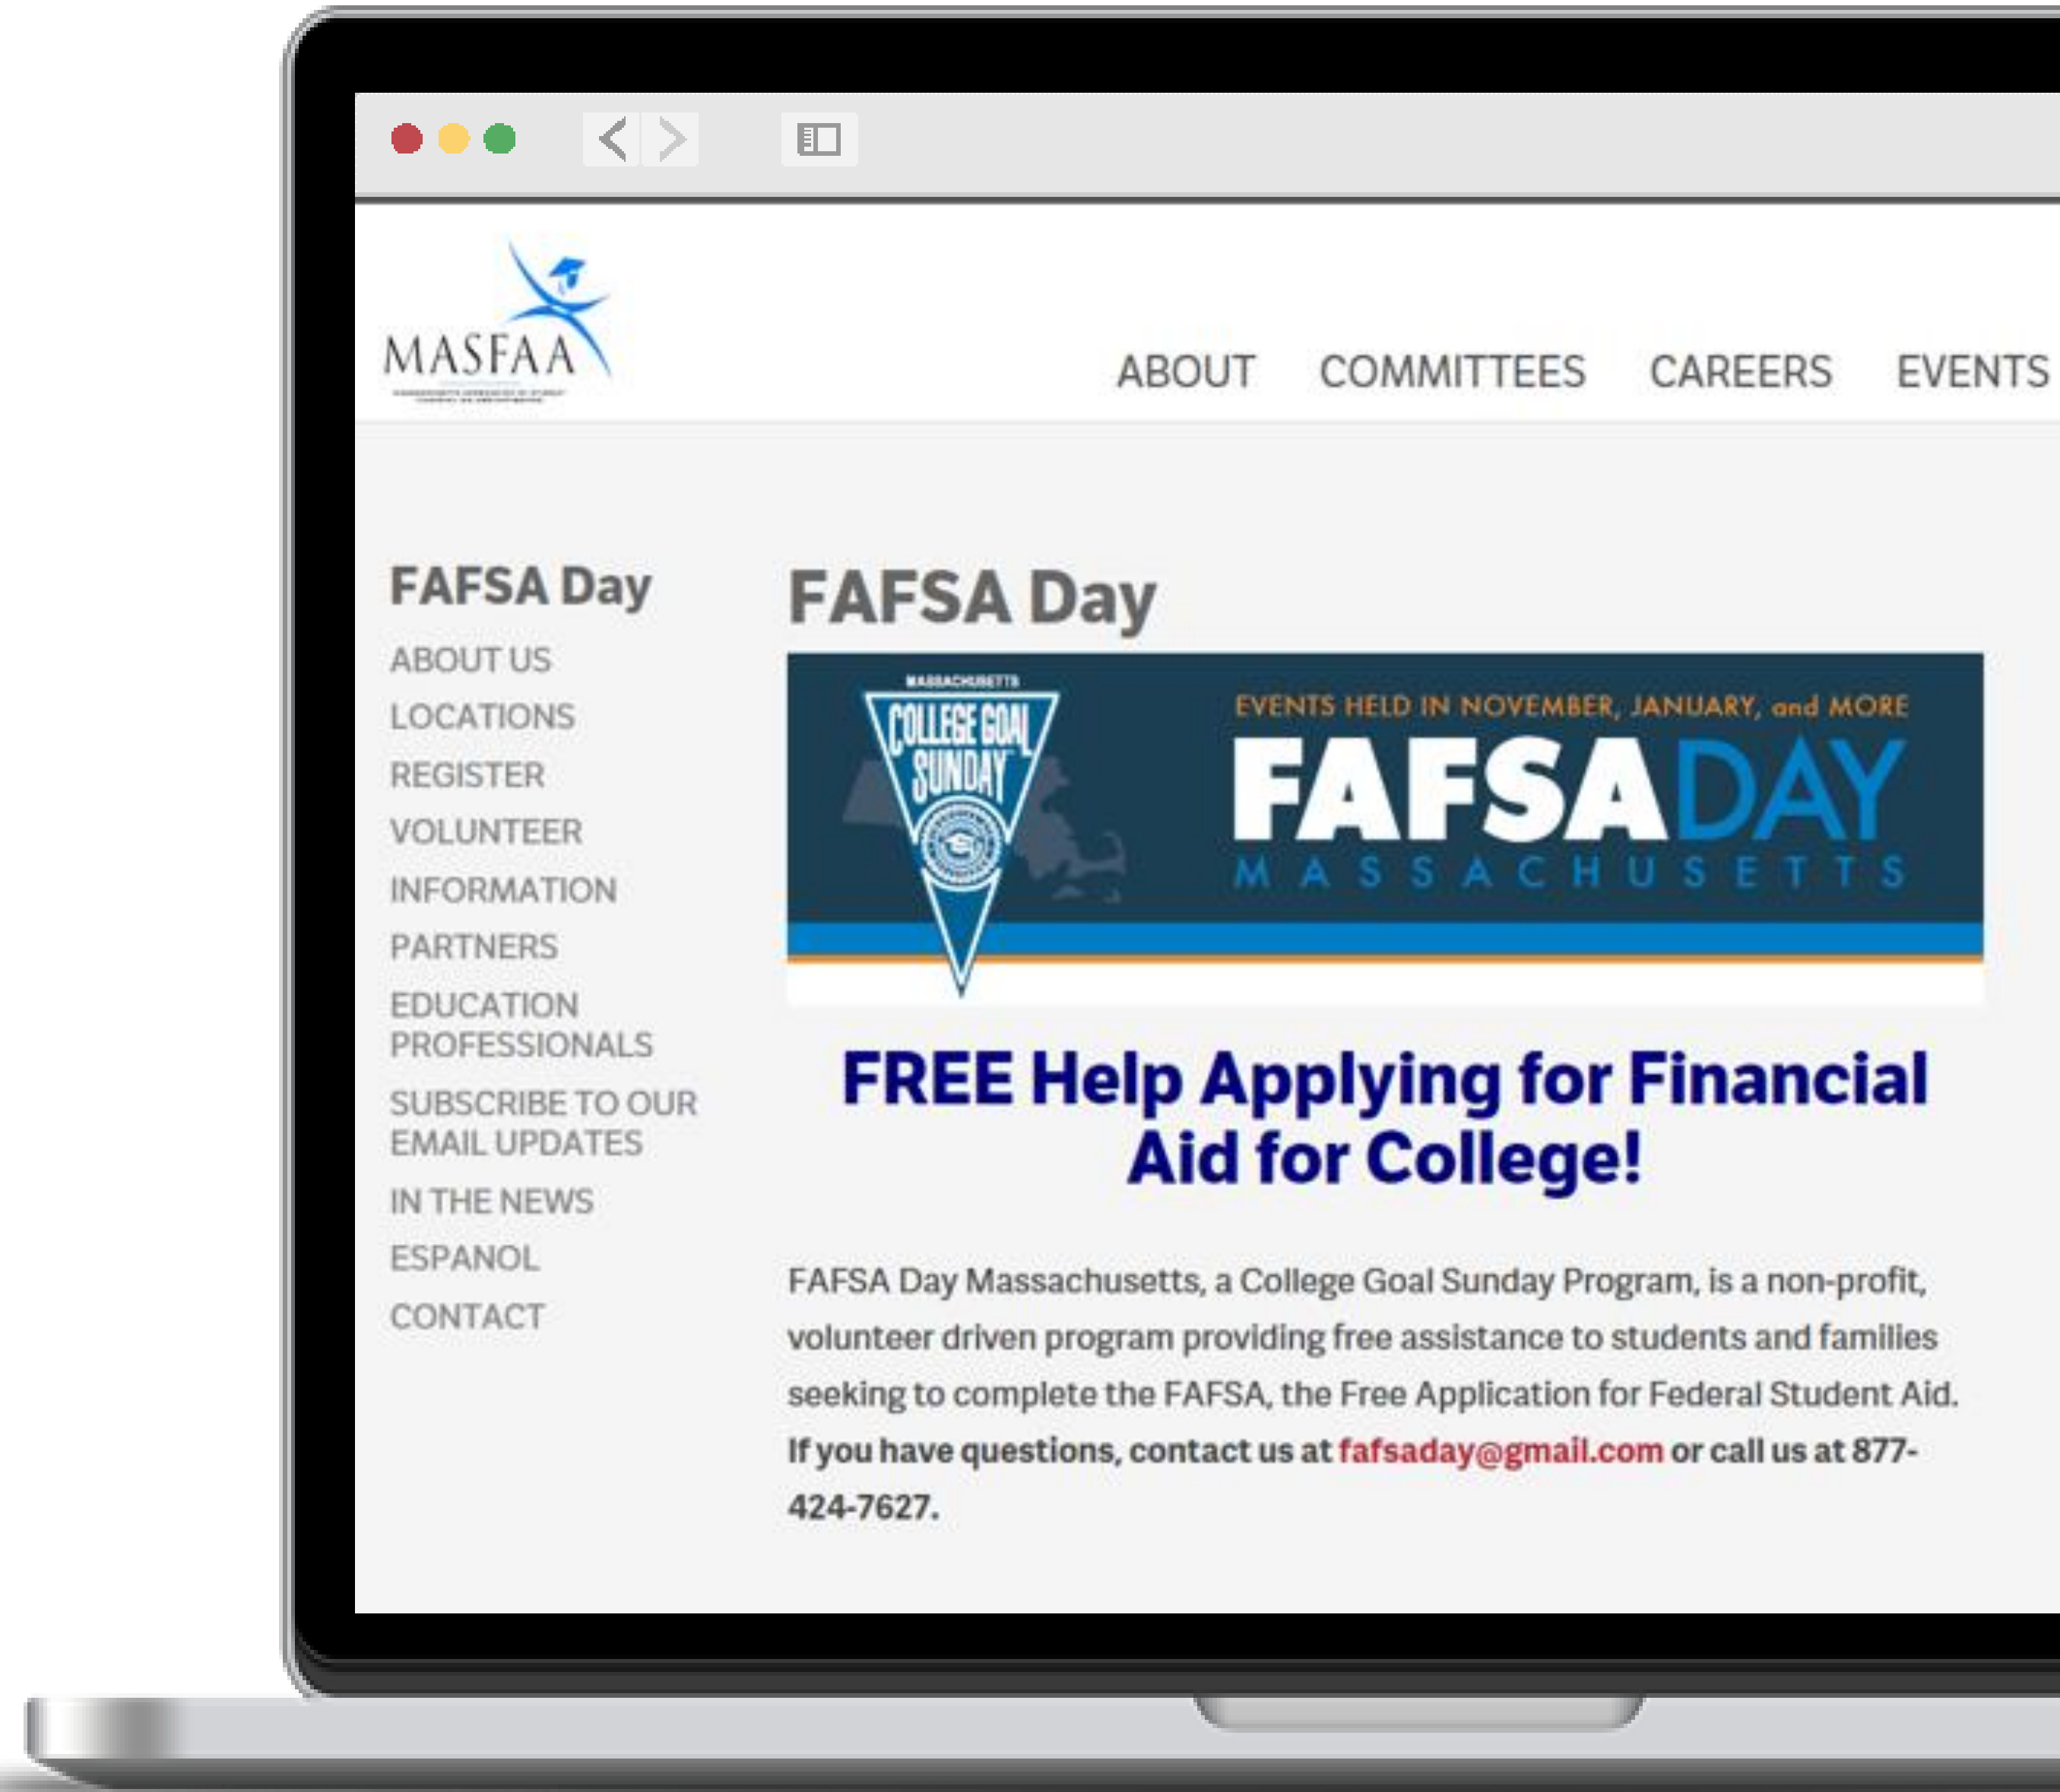 MASFAA
ABOUT COMMITTEES CAREERS EVENTS
FAFSA Day
ABOUT US
LOCATIONS
REGISTER
VOLUNTEER
INFORMATION
PARTNERS
EDUCATION
PROFESSIONALS
SUBSCRIBE TO OUR
EMAIL UPDATES
IN THE NEWS
ESPANOL
CONTACT
FAFSA Day
MASSACHUSETTS
COLLEGE GOAL
SUNDAY
EVENTS HELD IN NOVEMBER, JANUARY, and MORE
FAFSADAY
MASSACHUSETTS
FREE Help Applying for Financial
Aid for College!
FAFSA Day Massachusetts, a College Goal Sunday Program, is a non-profit,
volunteer driven program providing free assistance to students and families
seeking to complete the FAFSA, the Free Application for Federal Student Aid.
If you have questions, contact us at fafsaday@gmail.com or call us at 877-
424-7627.